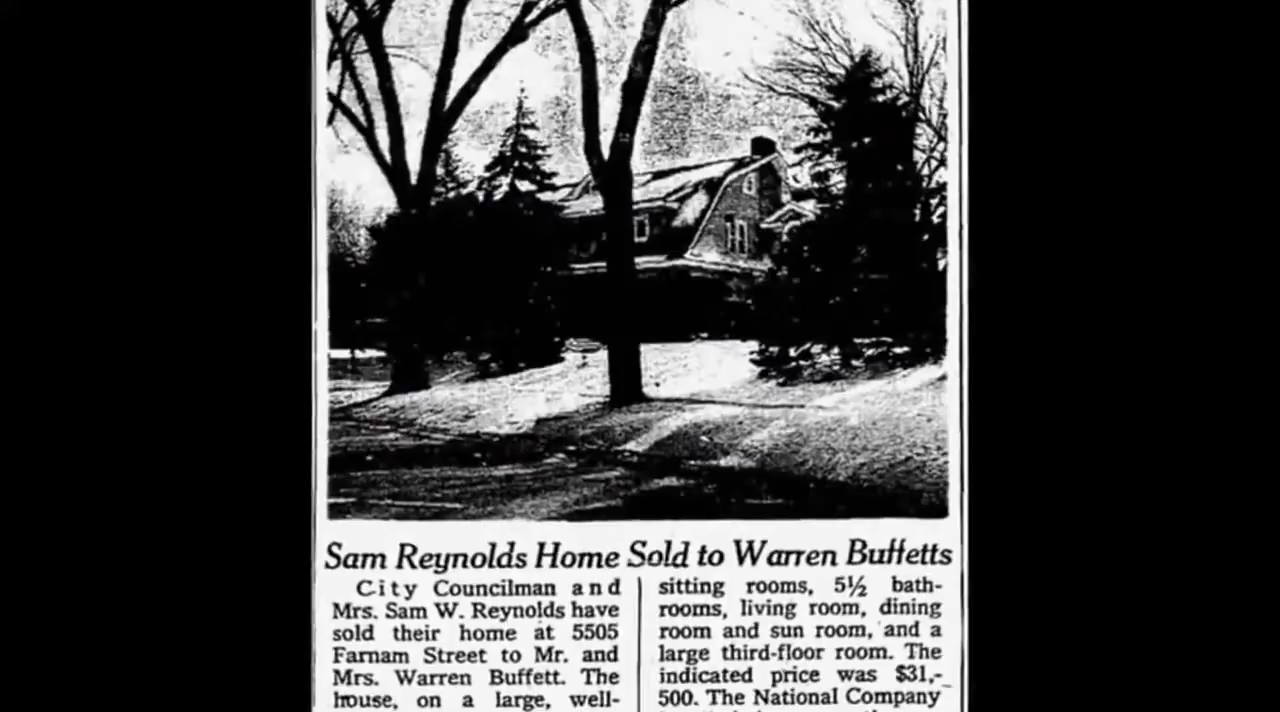 Sam Reynolds Home Sold to Warren Buffetts
City Councilman and
Mrs. Sam W. Reynolds have
sold their home at 5505
Farnam Street to Mr. and
Mrs. Warren Buffett. The
house, on a large, well-
sitting rooms, 5½ bath-
rooms, living room, dining
room and sun room, and a
large third-floor room. The
indicated price was $31,-
500. The National Company